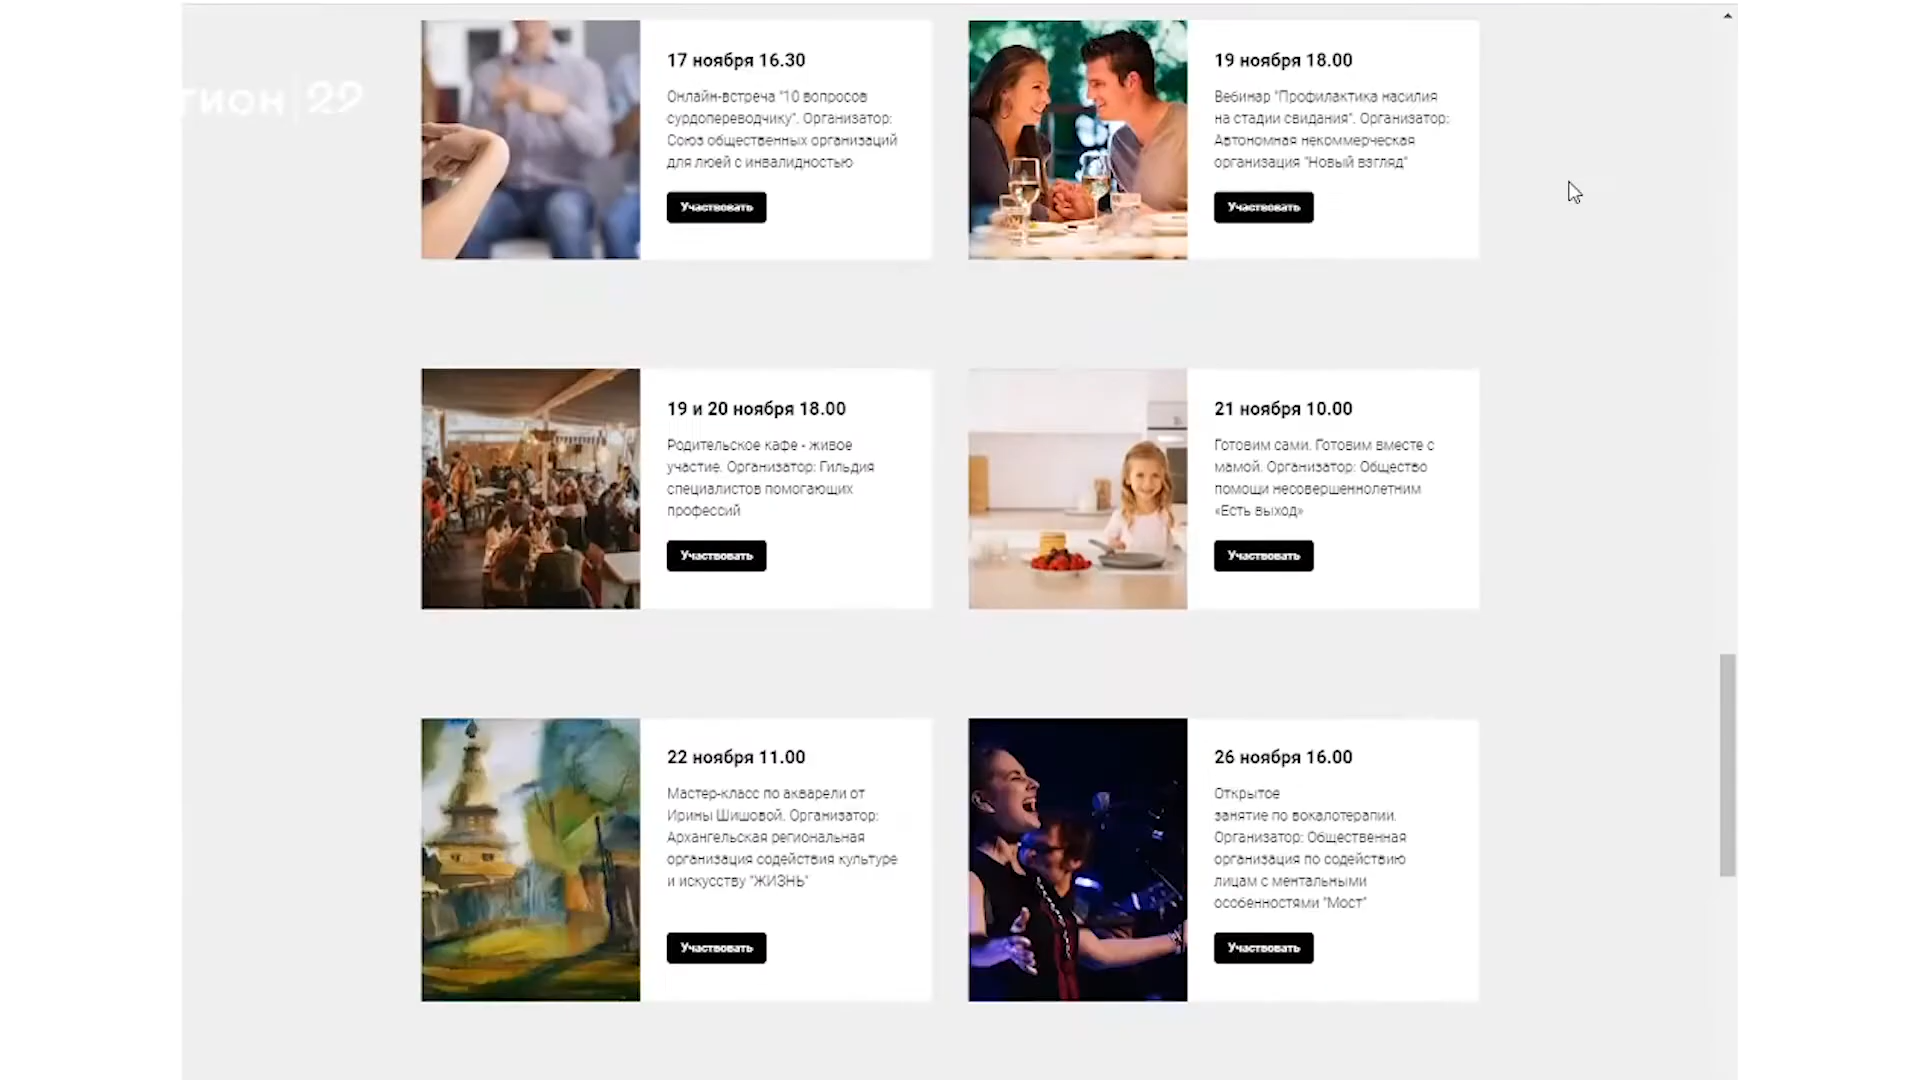 гион | 29
17 ноября 16.30
Онлайн-встреча "10 вопросов
сурдопереводчику". Организатор:
Союз общественных организаций
для люей с инвалидностью
Участвовать
19 ноября 18.00
Вебинар "Профилактика насилия
на стадии свидания". Организатор:
Автономная некоммерческая
организация "Новый взгляд"
Участвовать
19 и 20 ноября 18.00
Родительское кафе - живое
участие. Организатор: Гильдия
специалистов помогающих
профессий
Участвовать
21 ноября 10.00
Готовим сами. Готовим вместе с
мамой. Организатор: Общество
помощи несовершеннолетним
«Есть выход»
Участвовать
22 ноября 11.00
Мастер-класс по акварели от
Ирины Шишовой. Организатор:
Архангельская региональная
организация содействия культуре
и искусству "ЖИЗНЬ"
Участвовать
26 ноября 16.00
Открытое
занятие по вокалотерапии.
Организатор: Общественная
организация по содействию
лицам с ментальными
особенностями "Мост"
Участвовать